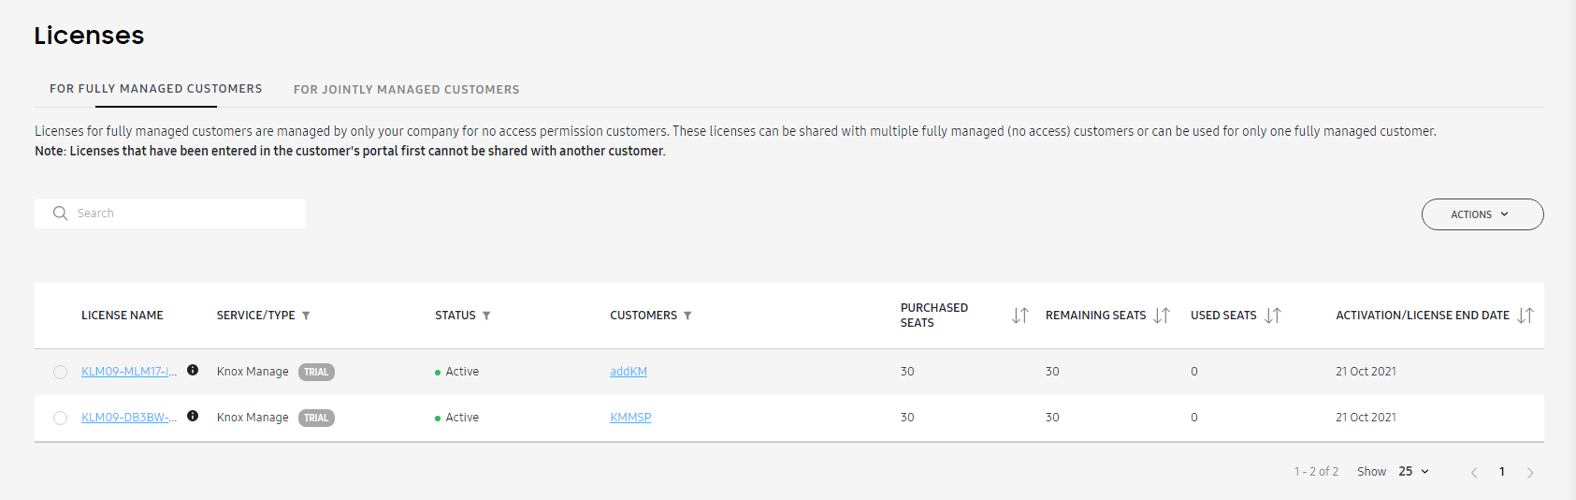 Licenses
FOR FULLY MANAGED CUSTOMERS
FOR JOINTLY MANAGED CUSTOMERS
Licenses for fully managed customers are managed by only your company for no access permission customers. These licenses can be shared with multiple fully managed (no access) customers or can be used for only one fully managed customer.
Note: Licenses that have been entered in the customer's portal first cannot be shared with another customer.
Search
ACTIONS
LICENSE NAME SERVICE/TYPE STATUS CUSTOMERS PURCHASED SEATS REMAINING SEATS USED SEATS ACTIVATION/LICENSE END DATE
KLM09-MLM17-I... Knox Manage TRIAL Active addKM 30 30 0 21 Oct 2021
KLM09-DB3BW-... Knox Manage TRIAL Active KMMSP 30 30 0 21 Oct 2021
1 - 2 of 2 Show 25 1